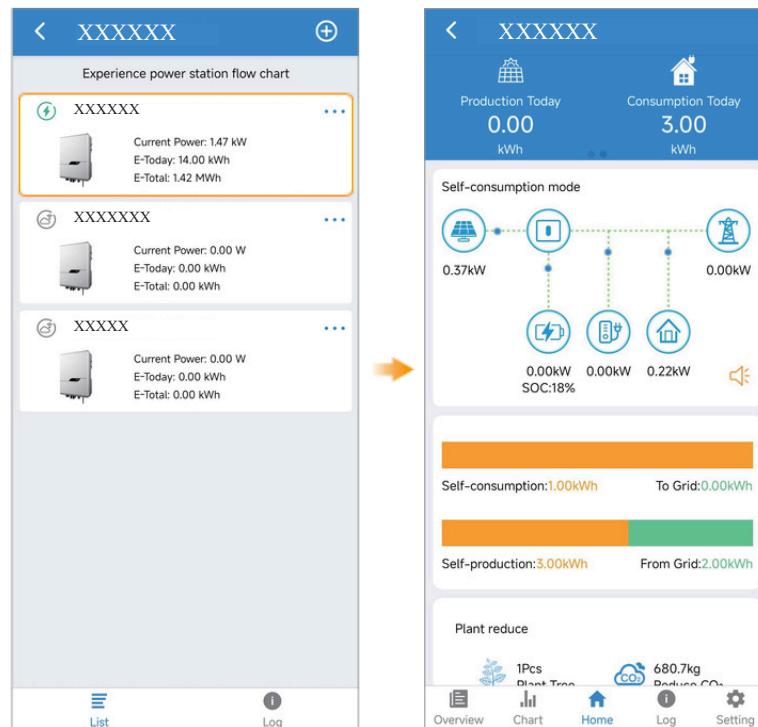 XXXXXX
Experience power station flow chart
XXXXXX
Current Power: 1.47 kW
E-Today: 14.00 kWh
E-Total: 1.42 MWh
XXXXXXX
Current Power: 0.00 W
E-Today: 0.00 kWh
E-Total: 0.00 kWh
XXXXX
Current Power: 0.00 W
E-Today: 0.00 kWh
E-Total: 0.00 kWh
List
Log
XXXXXX
Production Today
Consumption Today
0.00
3.00
kWh
kWh
Self-consumption mode
0.37kW
0.00kW
0.00kW
0.00kW
0.22kW
SOC:18%
Self-consumption:1.00kWh
To Grid:0.00kWh
Self-production:3.00kWh
From Grid:2.00kWh
Plant reduce
1Pcs
680.7kg
Plant Tree
CO₂
Reduce CO₂
Overview
Chart
Home
Log
Setting